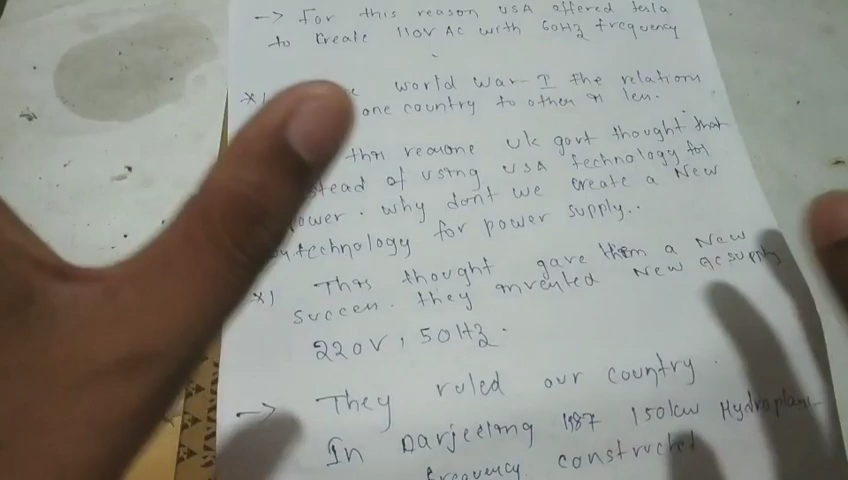 -> For this reason USA offered Tesla
to Create 110V AC with 60HZ frequency
*) world War-I the relations
one country to other is len.
this reasone UK govt thought that
stead of using USA technology for
power. why dont we create a New
technology for power supply..
*) This thought gave them a New
succen. they invented New ac supply
220V, 50HZ.
-> They ruled our country.
In Darjeeling 1987 150kw Hydroplant
frequency constructed